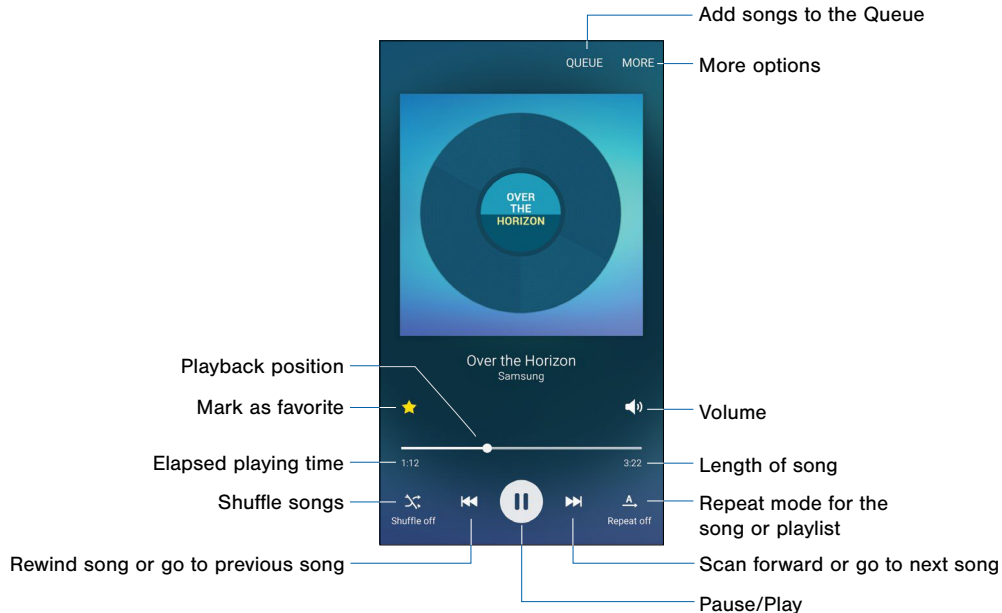 Add songs to the Queue
QUEUE
MORE
More options
OVER
THE
HORIZON
Over the Horizon
Samsung
Playback position
Mark as favorite
Volume
Elapsed playing time
1:12
3:22
Length of song
Shuffle songs
Shuffle off
A
Repeat off
Repeat mode for the
song or playlist
Rewind song or go to previous song
Scan forward or go to next song
Pause/Play